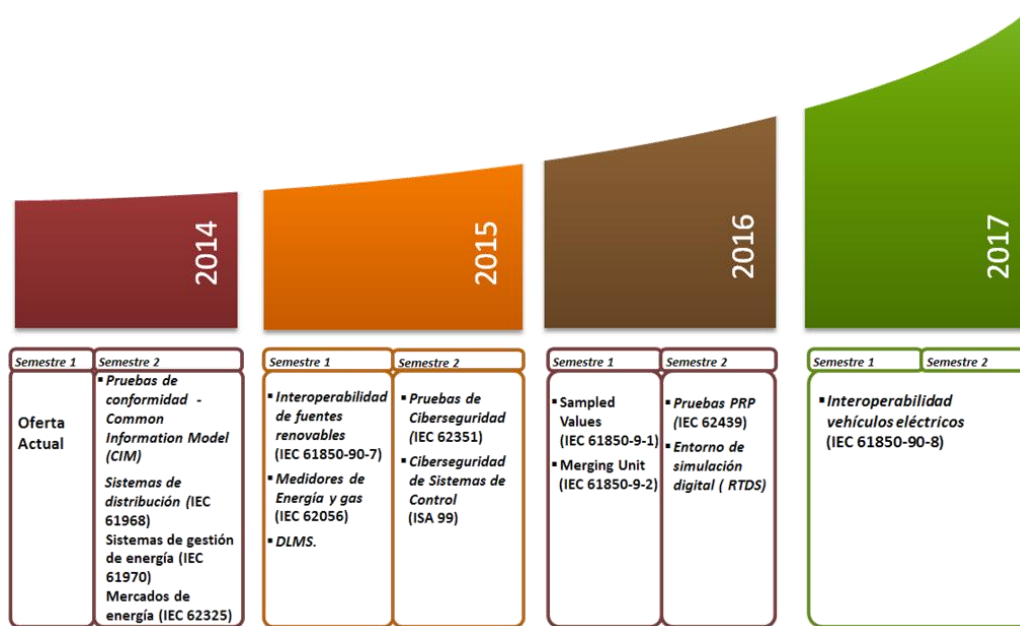 2014
2015
2016
2017
Semestre 1
Semestre 2
Oferta
Actual
▪ Pruebas de
conformidad -
Common
Information Model
(CIM)
Sistemas de
distribución (IEC
61968)
Sistemas de gestión
de energía (IEC
61970)
Mercados de
energía (IEC 62325)
Semestre 1
Semestre 2
▪ Interoperabilidad
de fuentes
renovables
(IEC 61850-90-7)
▪ Medidores de
Energía y gas
(IEC 62056)
▪ DLMS.
▪ Pruebas de
Ciberseguridad
(IEC 62351)
▪ Ciberseguridad
de Sistemas de
Control
(ISA 99)
Semestre 1
Semestre 2
▪ Sampled
Values
(IEC 61850-9-1)
▪ Merging Unit
(IEC 61850-9-2)
▪ Pruebas PRP
(IEC 62439)
▪ Entorno de
simulación
digital ( RTDS)
Semestre 1
Semestre 2
▪ Interoperabilidad
vehículos eléctricos
(IEC 61850-90-8)